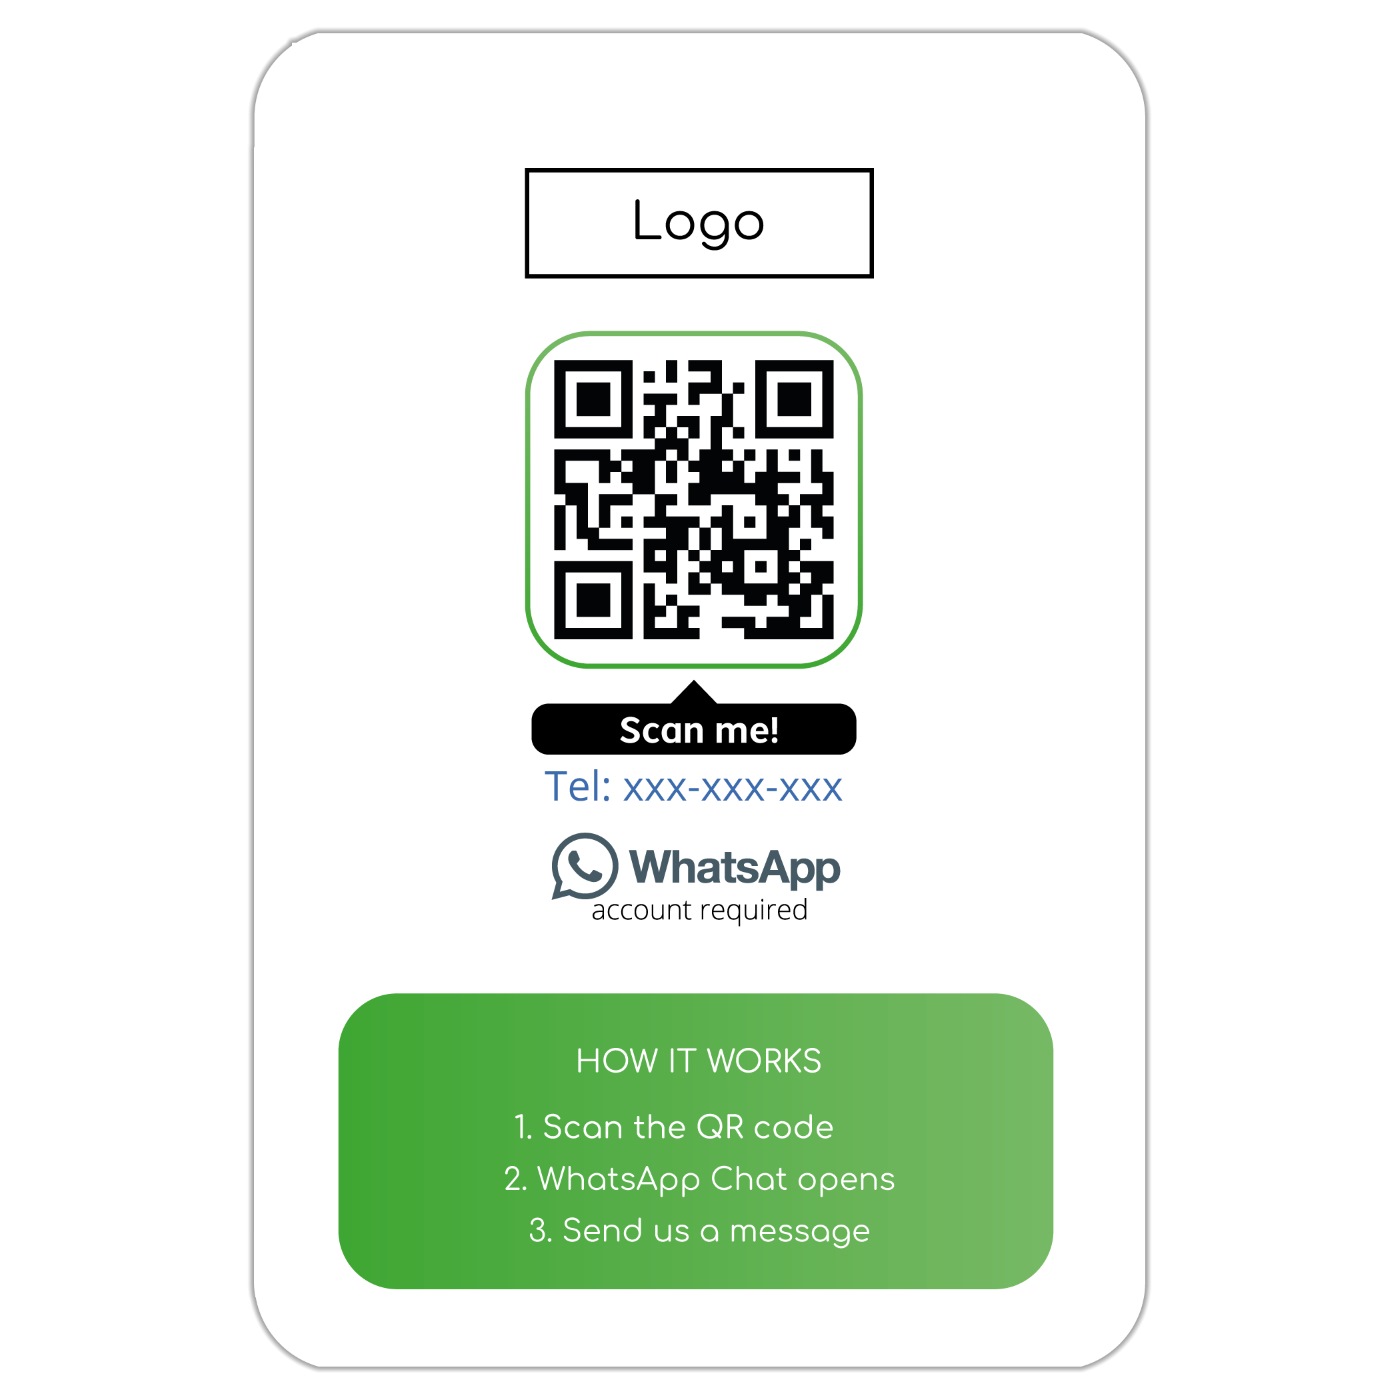 Logo
Scan me!
Tel: xxx-xxx-xxx
WhatsApp
account required
HOW IT WORKS
1. Scan the QR code
2. WhatsApp Chat opens
3. Send us a message